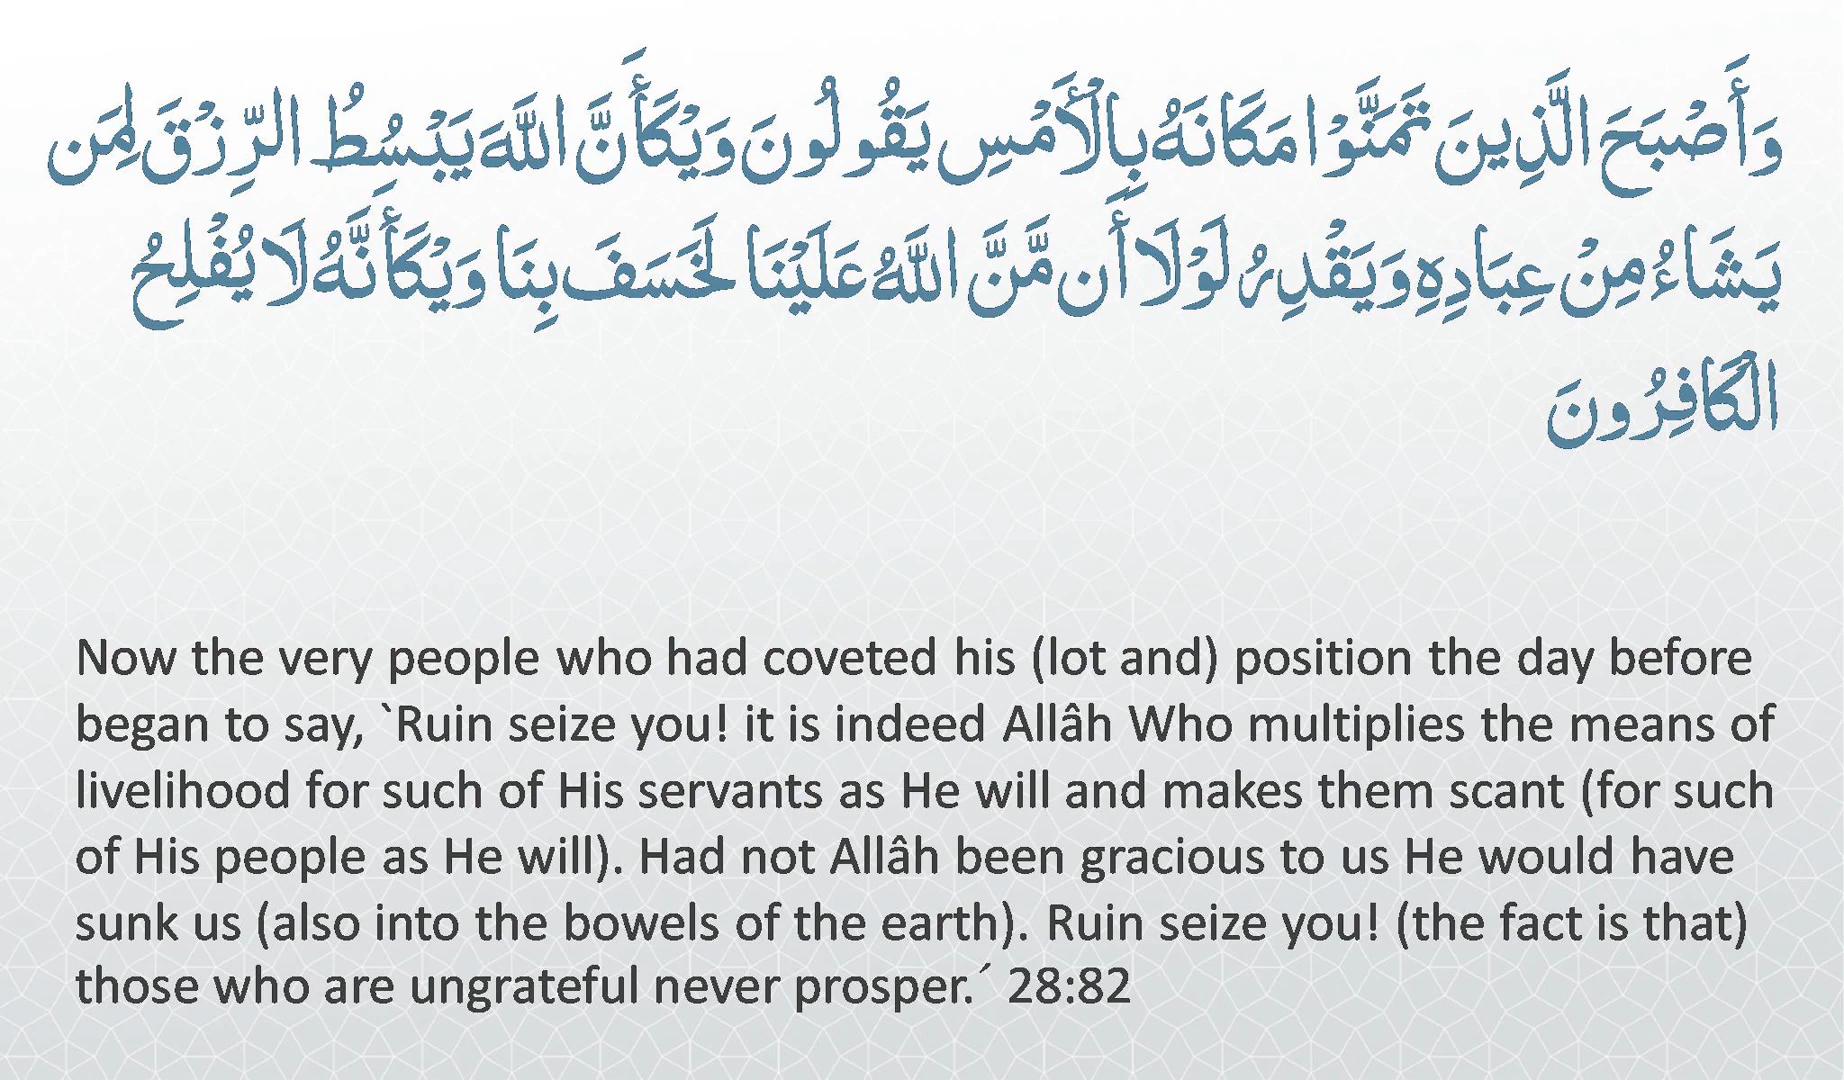 وَأَصْبَحَ الَّذِينَ تَمَنَّوْا مَكَانَهُ بِالْأَمْسِ يَقُولُونَ وَيْكَأَنَّ اللَّهَ يَبْسُطُ الرِّزْقَ لِمَن
يَشَاءُ مِنْ عِبَادِهِ وَيَقْدِرُ لَوْلَا أَن مَّنَّ اللَّهُ عَلَيْنَا لَخَسَفَ بِنَا وَيْكَأَنَّهُ لَا يُفْلِحُ
الْكَافِرُونَ
Now the very people who had coveted his (lot and) position the day before
began to say, `Ruin seize you! it is indeed Allâh Who multiplies the means of
livelihood for such of His servants as He will and makes them scant (for such
of His people as He will). Had not Allâh been gracious to us He would have
sunk us (also into the bowels of the earth). Ruin seize you! (the fact is that)
those who are ungrateful never prosper.´ 28:82